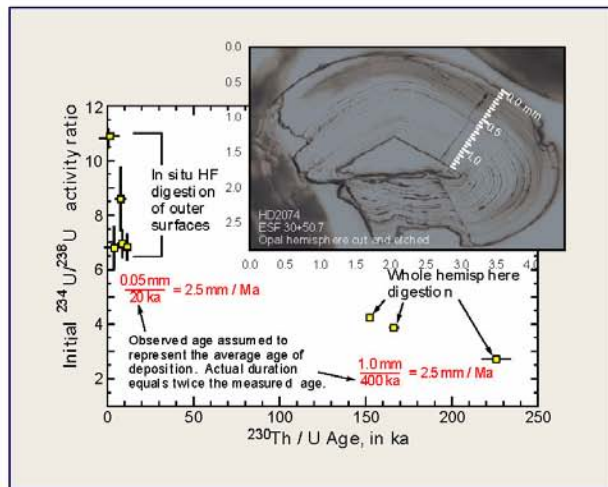 0.0
0.5
1.0
1.5
2.0
2.5
0.0 mm
0.5
1.0
HD2074
ESF 30+50.7
Opal hemisphere cut and etched
0.0 0.5 1.0 1.5 2.0 2.5 3.0 3.5 4.0
12
10
8
6
4
2
Initial 234U/238U activity ratio
In situ HF
digestion
of outer
surfaces
Whole hemisphere
digestion
0.05 mm
20 ka
= 2.5 mm / Ma
Observed age assumed to
represent the average age of
deposition. Actual duration
equals twice the measured age.
1.0 mm
400 ka
= 2.5 mm / Ma
0 50 100 150 200 250
230Th / U Age, in ka